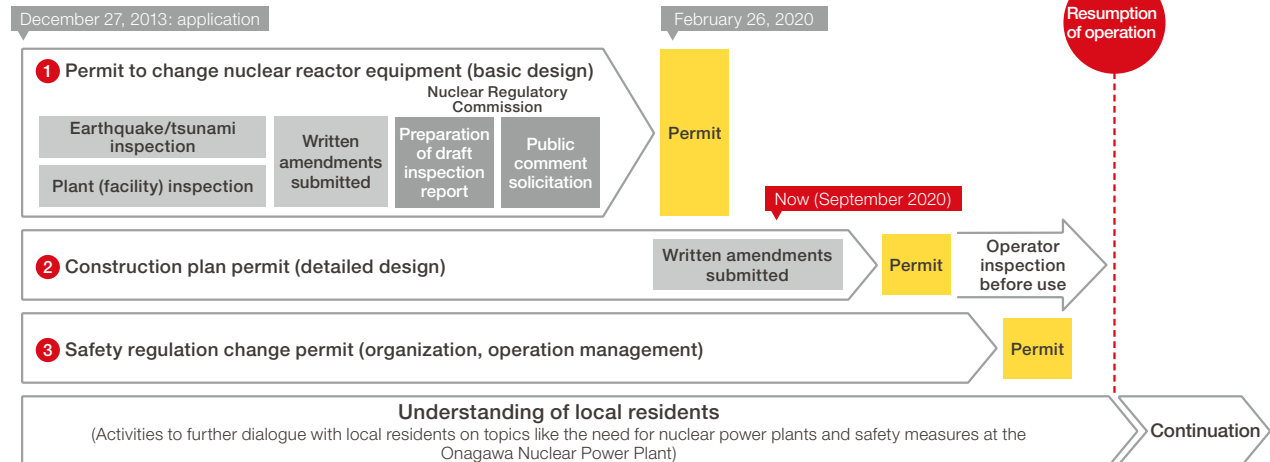 December 27, 2013: application
February 26, 2020
Resumption
of operation
1 Permit to change nuclear reactor equipment (basic design)
Nuclear Regulatory
Commission
Earthquake/tsunami
inspection
Plant (facility) inspection
Written
amendments
submitted
Preparation
of draft
inspection
report
Public
comment
solicitation
Permit
Now (September 2020)
2 Construction plan permit (detailed design)
Written amendments
submitted
Permit
Operator
inspection
before use
3 Safety regulation change permit (organization, operation management)
Permit
Understanding of local residents
(Activities to further dialogue with local residents on topics like the need for nuclear power plants and safety measures at the
Onagawa Nuclear Power Plant)
Continuation